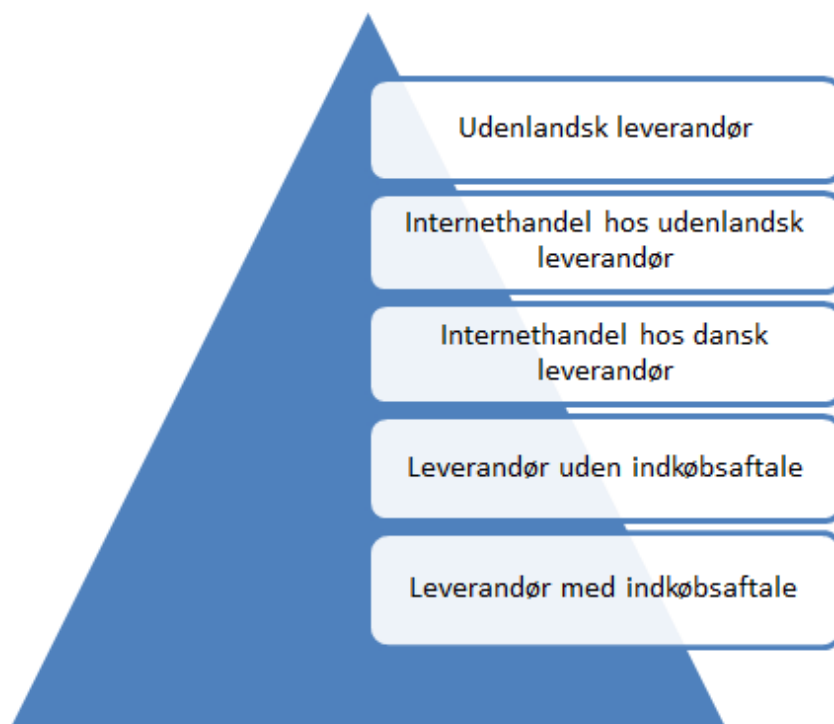 Udenlandsk leverandør
Internethandel hos udenlandsk
leverandør
Internethandel hos dansk
leverandør
Leverandør uden indkøbsaftale
Leverandør med indkøbsaftale